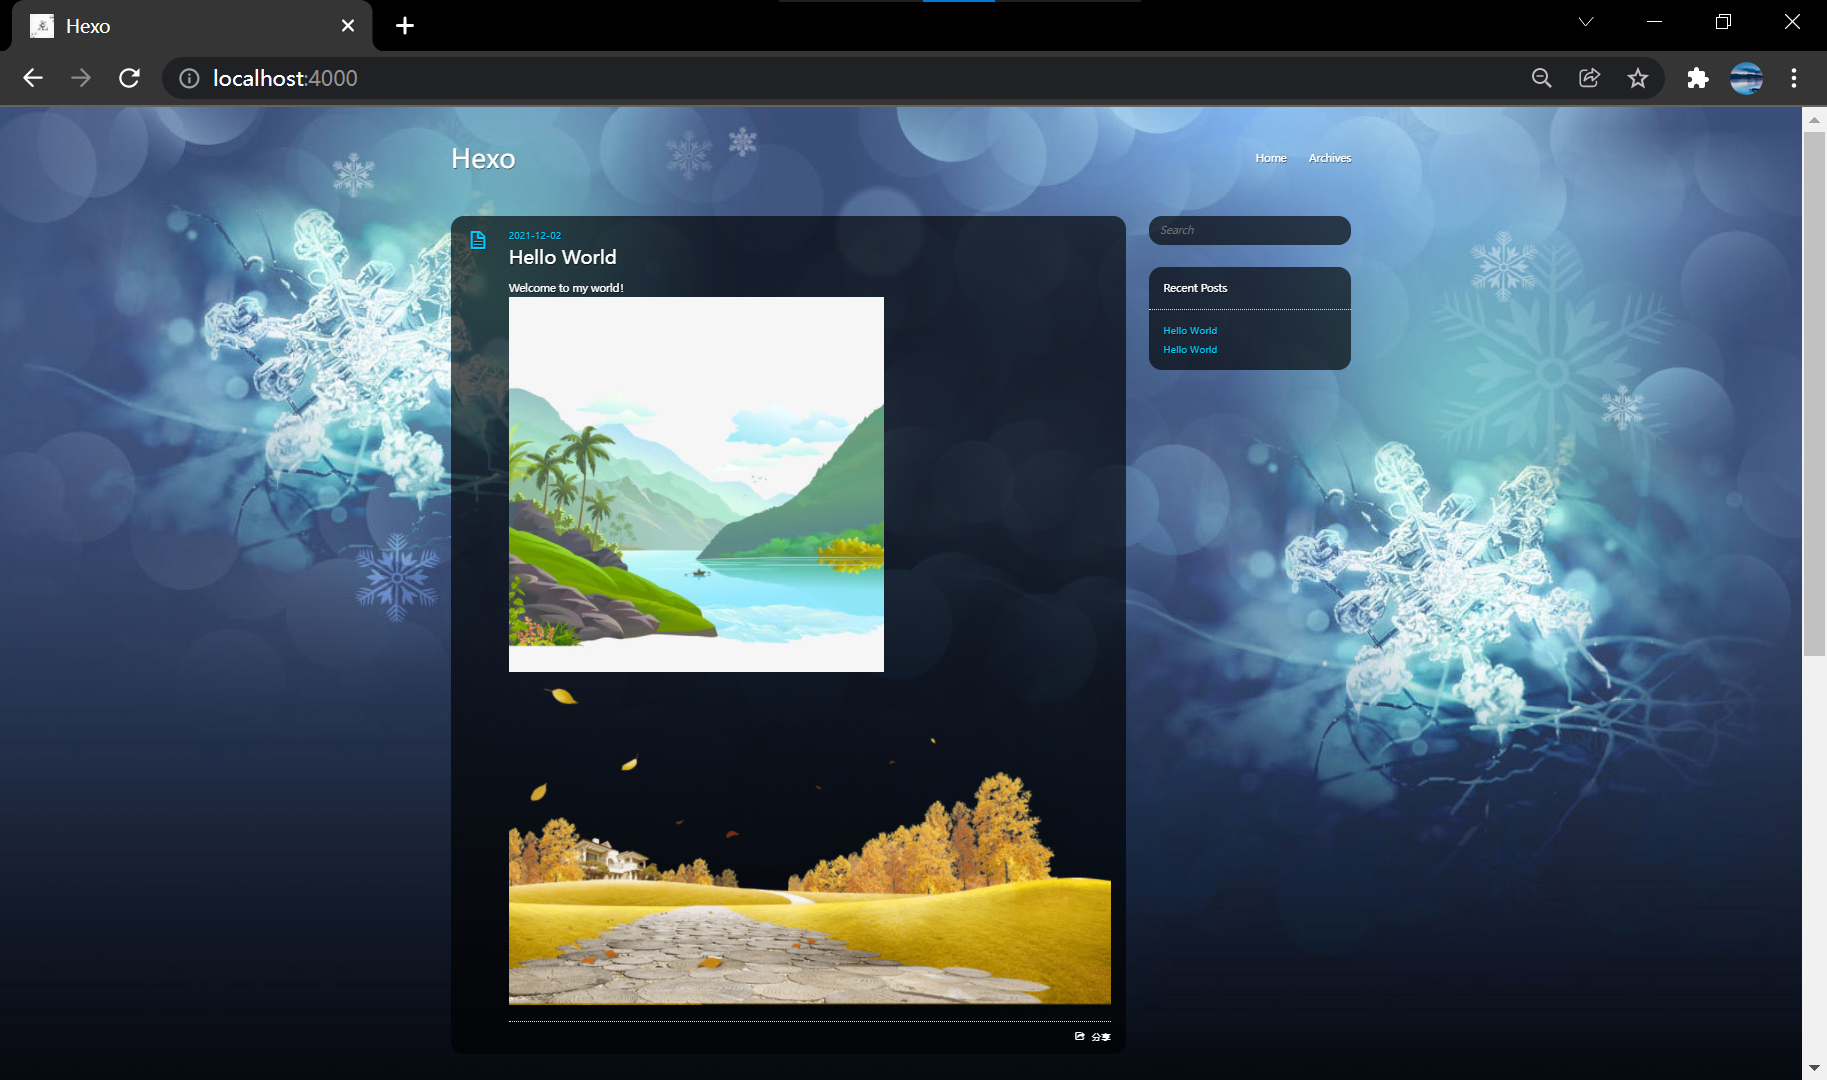 Hexo
localhost:4000
Hexo
Home
Archives
2021-12-02
Hello World
Welcome to my world!
分享
Search
Recent Posts
Hello World
Hello World